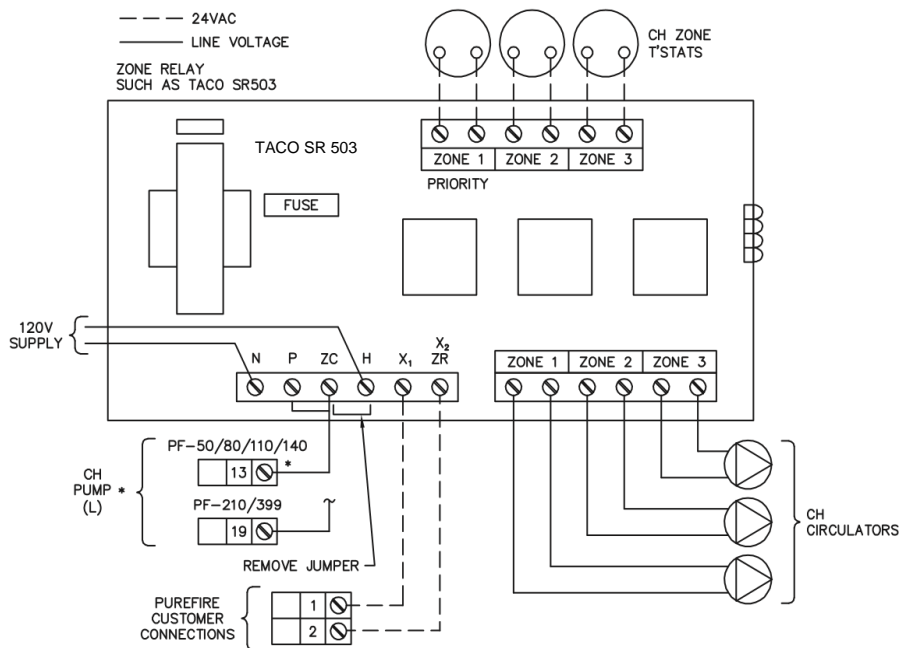 24VAC
LINE VOLTAGE
ZONE RELAY
SUCH AS TACO SR503
CH ZONE
T'STATS
TACO SR 503
FUSE
ZONE 1 ZONE 2 ZONE 3
PRIORITY
120V
SUPPLY
N P ZC H X₁ X₂
ZR
ZONE 1 ZONE 2 ZONE 3
PF-50/80/110/140
13 *
CH
PUMP *
(L)
PF-210/399
19
REMOVE JUMPER
CH
CIRCULATORS
PUREFIRE
CUSTOMER
CONNECTIONS
1
2